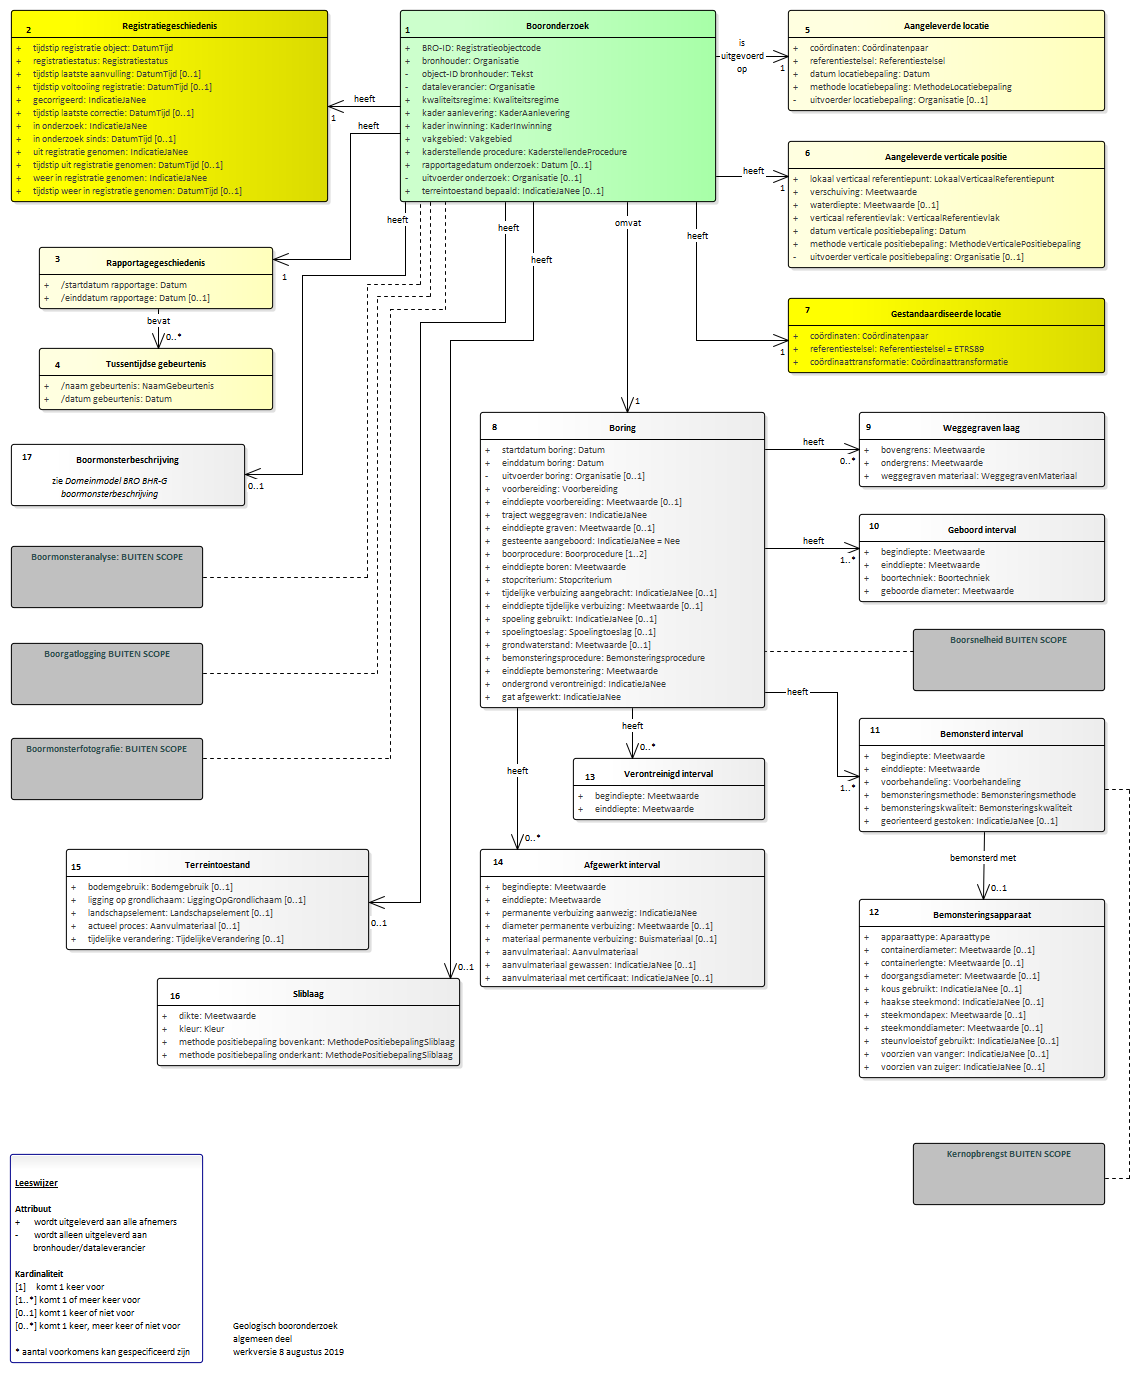 2 Registratiegeschiedenis
+ tijdstip registratie object: DatumTijd
+ registratiestatus: Registratiestatus
+ tijdstip laatste aanvulling: DatumTijd [0..1]
+ tijdstip voltooiing registratie: DatumTijd [0..1]
+ gecorrigeerd: IndicatieJaNee
+ tijdstip laatste correctie: DatumTijd [0..1]
+ in onderzoek: IndicatieJaNee
+ in onderzoek sinds: DatumTijd [0..1]
+ uit registratie genomen: IndicatieJaNee
+ tijdstip uit registratie genomen: DatumTijd [0..1]
+ weer in registratie genomen: IndicatieJaNee
+ tijdstip weer in registratie genomen: DatumTijd [0..1]
1 Booronderzoek
+ BRO-ID: Registratieobjectcode
+ bronhouder: Organisatie
- object-ID bronhouder: Tekst
- dataleverancier: Organisatie
+ kwaliteitsregime: Kwaliteitsregime
+ kader aanlevering: KaderAanlevering
+ kader inwinning: KaderInwinning
+ vakgebied: Vakgebied
+ kaderstellende procedure: KaderstellendeProcedure
+ rapportagedatum onderzoek: Datum [0..1]
- uitvoerder onderzoek: Organisatie [0..1]
+ terreintoestand bepaald: IndicatieJaNee [0..1]
is
uitgevoerd
op
1
5 Aangeleverde locatie
+ coördinaten: Coördinatenpaar
+ referentiestelsel: Referentiestelsel
+ datum locatiebepaling: Datum
+ methode locatiebepaling: MethodeLocatiebepaling
- uitvoerder locatiebepaling: Organisatie [0..1]
heeft
1
heeft
heeft
1
6 Aangeleverde verticale positie
+ lokaal verticaal referentiepunt: LokaalVerticaalReferentiepunt
+ verschuiving: Meetwaarde
+ waterdiepte: Meetwaarde [0..1]
+ verticaal referentievlak: VerticaalReferentievlak
+ datum verticale positiebepaling: Datum
+ methode verticale positiebepaling: MethodeVerticalePositiebepaling
- uitvoerder verticale positiebepaling: Organisatie [0..1]
heeft
heeft
heeft
omvat
heeft
1
3 Rapportagegeschiedenis
+ /startdatum rapportage: Datum
+ /einddatum rapportage: Datum [0..1]
bevat
0..*
4 Tussentijdse gebeurtenis
+ /naam gebeurtenis: NaamGebeurtenis
+ /datum gebeurtenis: Datum
1
7 Gestandaardiseerde locatie
+ coördinaten: Coördinatenpaar
+ referentiestelsel: Referentiestelsel = ETRS89
+ coördinaattransformatie: Coördinaattransformatie
1
17 Boormonsterbeschrijving
zie Domeinmodel BRO BHR-G
boormonsterbeschrijving
0..1
8 Boring
+ startdatum boring: Datum
+ einddatum boring: Datum
- uitvoerder boring: Organisatie [0..1]
+ voorbereiding: Voorbereiding
+ einddiepte voorbereiding: Meetwaarde [0..1]
+ traject weggegraven: IndicatieJaNee
+ einddiepte graven: Meetwaarde [0..1]
+ gesteente aangeboord: IndicatieJaNee = Nee
+ boorprocedure: Boorprocedure [1..2]
+ einddiepte boren: Meetwaarde
+ stopcriterium: Stopcriterium
+ tijdelijke verbuizing aangebracht: IndicatieJaNee [0..1]
+ einddiepte tijdelijke verbuizing: Meetwaarde [0..1]
+ spoeling gebruikt: IndicatieJaNee [0..1]
+ spoelingtoeslag: Spoelingtoeslag [0..1]
+ grondwaterstand: Meetwaarde [0..1]
+ bemonsteringsprocedure: Bemonsteringsprocedure
+ einddiepte bemonstering: Meetwaarde
+ ondergrond verontreinigd: IndicatieJaNee
+ gat afgewerkt: IndicatieJaNee
heeft
0..*
9 Weggegraven laag
+ bovengrens: Meetwaarde
+ ondergrens: Meetwaarde
+ weggegraven materiaal: WeggegravenMateriaal
heeft
1..*
10 Geboord interval
+ begindiepte: Meetwaarde
+ einddiepte: Meetwaarde
+ boortechniek: Boortechniek
+ geboorde diameter: Meetwaarde
Boormonsteranalyse: BUITEN SCOPE
Boorgatlogging BUITEN SCOPE
Boormonsterfotografie: BUITEN SCOPE
Boorsnelheid BUITEN SCOPE
heeft
1..*
11 Bemonsterd interval
+ begindiepte: Meetwaarde
+ einddiepte: Meetwaarde
+ voorbehandeling: Voorbehandeling
+ bemonsteringsmethode: Bemonsteringsmethode
+ bemonsteringskwaliteit: Bemonsteringskwaliteit
+ georienteerd gestoken: IndicatieJaNee [0..1]
heeft
0..*
13 Verontreinigd interval
+ begindiepte: Meetwaarde
+ einddiepte: Meetwaarde
heeft
0..*
14 Afgewerkt interval
+ begindiepte: Meetwaarde
+ einddiepte: Meetwaarde
+ permanente verbuizing aanwezig: IndicatieJaNee
+ diameter permanente verbuizing: Meetwaarde [0..1]
+ materiaal permanente verbuizing: Buismateriaal [0..1]
+ aanvulmateriaal: Aanvulmateriaal
+ aanvulmateriaal gewassen: IndicatieJaNee [0..1]
+ aanvulmateriaal met certificaat: IndicatieJaNee [0..1]
bemonsterd met
0..1
12 Bemonsteringsapparaat
+ apparaattype: Aparaattype
+ containerdiameter: Meetwaarde [0..1]
+ containerlengte: Meetwaarde [0..1]
+ doorgangsdiameter: Meetwaarde [0..1]
+ kous gebruikt: IndicatieJaNee [0..1]
+ haakse steekmond: IndicatieJaNee [0..1]
+ steekmondapex: Meetwaarde [0..1]
+ steekmonddiameter: Meetwaarde [0..1]
+ steunvloeistof gebruikt: IndicatieJaNee [0..1]
+ voorzien van vanger: IndicatieJaNee [0..1]
+ voorzien van zuiger: IndicatieJaNee [0..1]
15 Terreintoestand
+ bodemgebruik: Bodemgebruik [0..1]
+ ligging op grondlichaam: LiggingOpGrondlichaam [0..1]
+ landschapselement: Landschapselement [0..1]
+ actueel proces: Aanvulmateriaal [0..1]
+ tijdelijke verandering: TijdelijkeVerandering [0..1]
0..1
0..1
16 Sliblaag
+ dikte: Meetwaarde
+ kleur: Kleur
+ methode positiebepaling bovenkant: MethodePositiebepalingSliblaag
+ methode positiebepaling onderkant: MethodePositiebepalingSliblaag
Kernopbrengst BUITEN SCOPE
Leeswijzer
Attribuut
+ wordt uitgeleverd aan alle afnemers
- wordt alleen uitgeleverd aan
bronhouder/dataleverancier
Kardinaliteit
[1] komt 1 keer voor
[1..*] komt 1 of meer keer voor
[0..1] komt 1 keer of niet voor
[0..*] komt 1 keer, meer keer of niet voor
* aantal voorkomens kan gespecificeerd zijn
Geologisch booronderzoek
algemeen deel
werkversie 8 augustus 2019